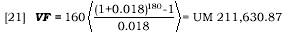 [21] VF = 160 ⟨(1+0.018)¹⁸⁰-1 / 0.018⟩ = UM 211,630.87